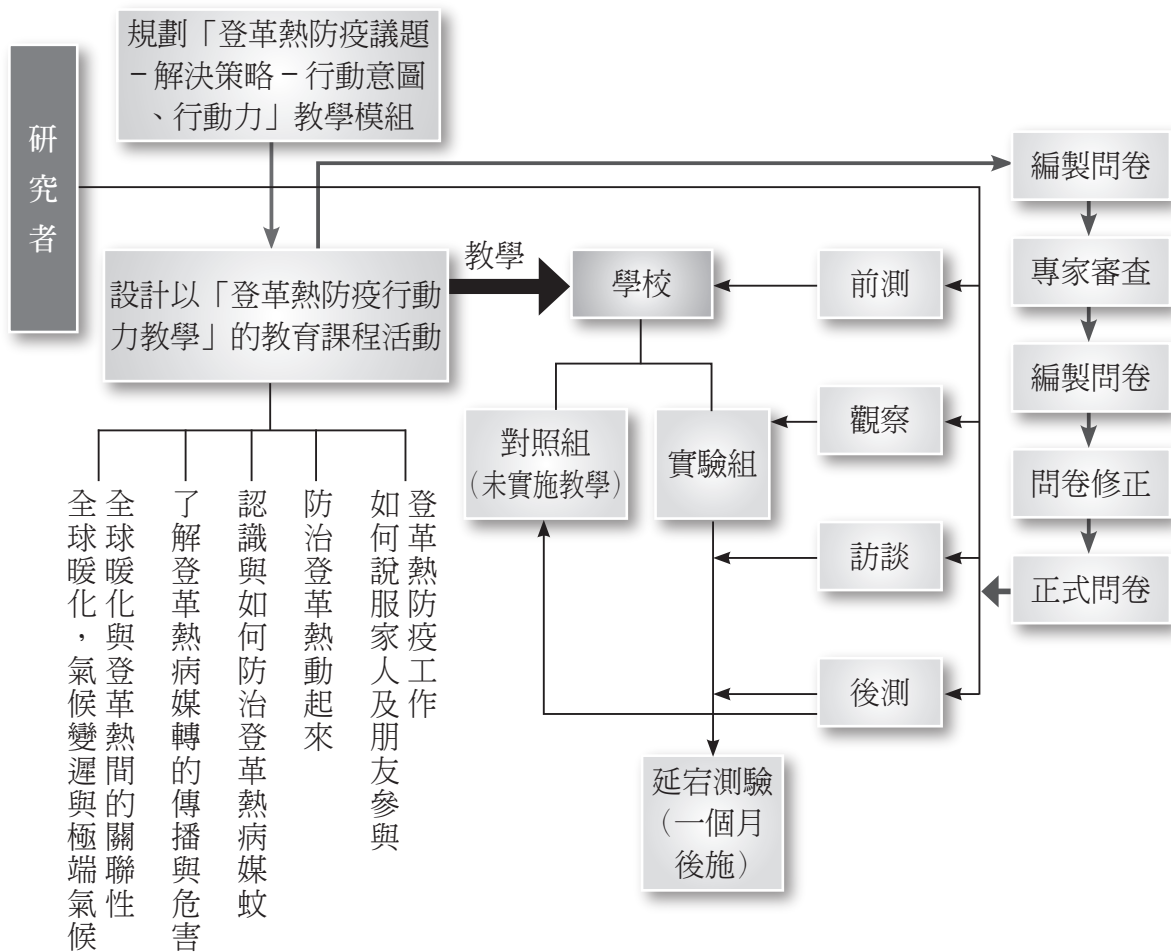 規劃「登革熱防疫議題
－解決策略－行動意圖
、行動力」教學模組
研究者
設計以「登革熱防疫行動
力教學」的教育課程活動
教學
學校
對照組
（未實施教學）
實驗組
前測
觀察
訪談
後測
延宕測驗
（一個月
後施）
編製問卷
專家審查
編製問卷
問卷修正
正式問卷
登革熱防疫工作
如何說服家人及朋友參與
防治登革熱動起來
認識與如何防治登革熱病媒蚊
了解登革熱病媒轉的傳播與危害
全球暖化與登革熱間的關聯性
全球暖化，氣候變遲與極端氣候